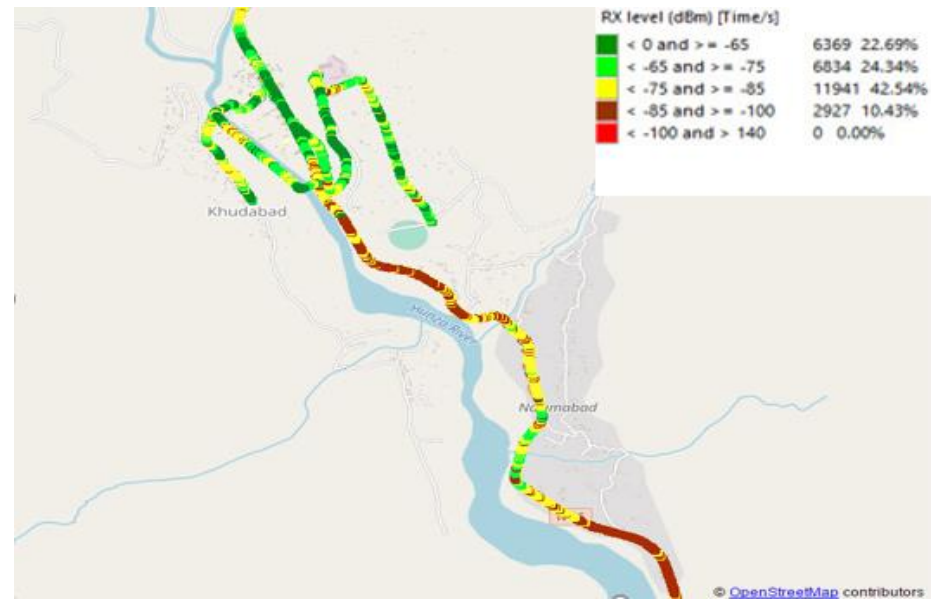 RX level (dBm) [Time/s]
< 0 and >= -65 6369 22.69%
< -65 and >= -75 6834 24.34%
< -75 and >= -85 11941 42.54%
< -85 and >= -100 2927 10.43%
< -100 and > 140 0 0.00%
Khudabad
Hunza River
© OpenStreetMap contributors